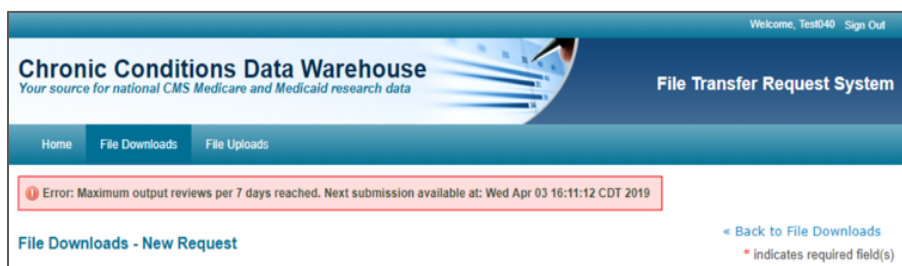 Welcome, Test040 Sign Out
Chronic Conditions Data Warehouse
Your source for national CMS Medicare and Medicaid research data
File Transfer Request System
Home File Downloads File Uploads
Error: Maximum output reviews per 7 days reached. Next submission available at: Wed Apr 03 16:11:12 CDT 2019
« Back to File Downloads
File Downloads - New Request
* indicates required field(s)